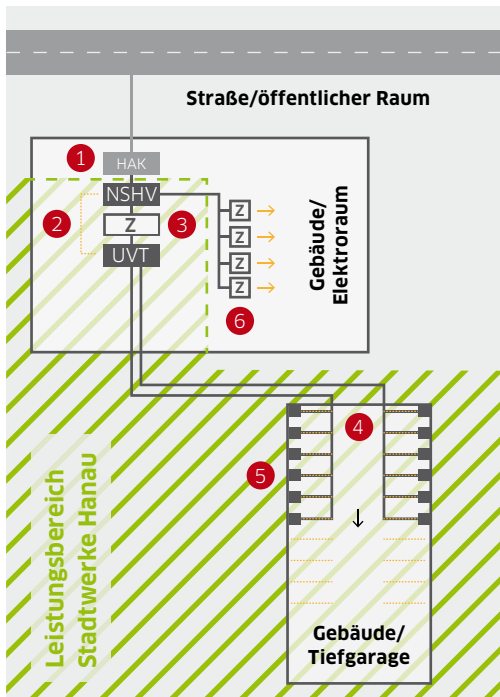 Straße/öffentlicher Raum
1
HAK
NSHV
2
Z
3
UVT
Z
Z
Z
Z
6
Gebäude/
Elektroraum
4
5
Leistungsbereich
Stadtwerke Hanau
Gebäude/
Tiefgarage